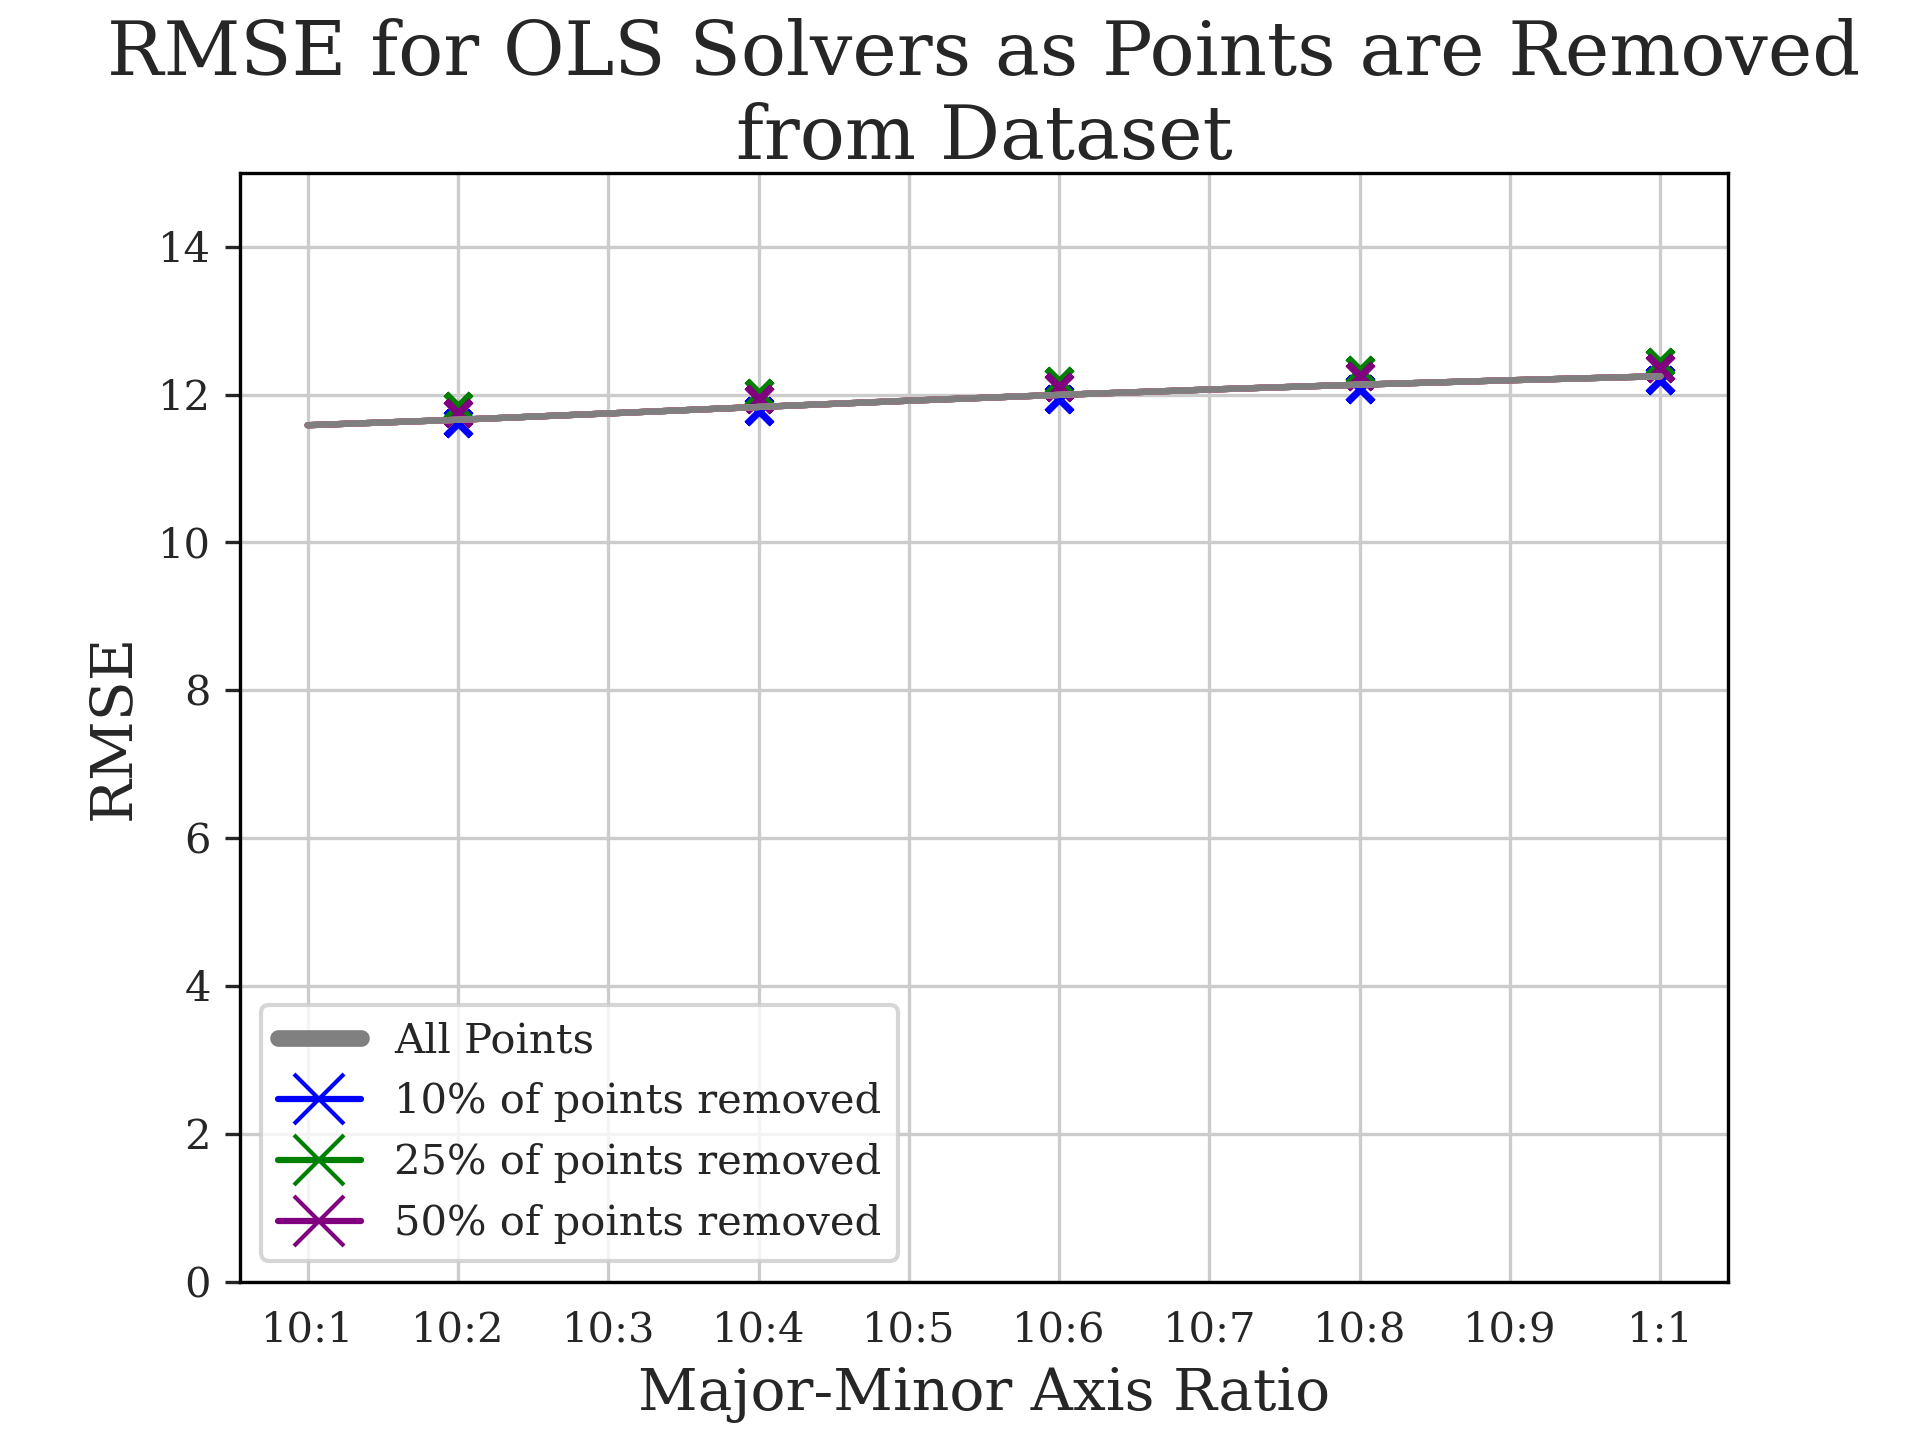 RMSE for OLS Solvers as Points are Removed
from Dataset
14
12
10
8
6
4
2
0
RMSE
All Points
10% of points removed
25% of points removed
50% of points removed
10:1 10:2 10:3 10:4 10:5 10:6 10:7 10:8 10:9 1:1
Major-Minor Axis Ratio